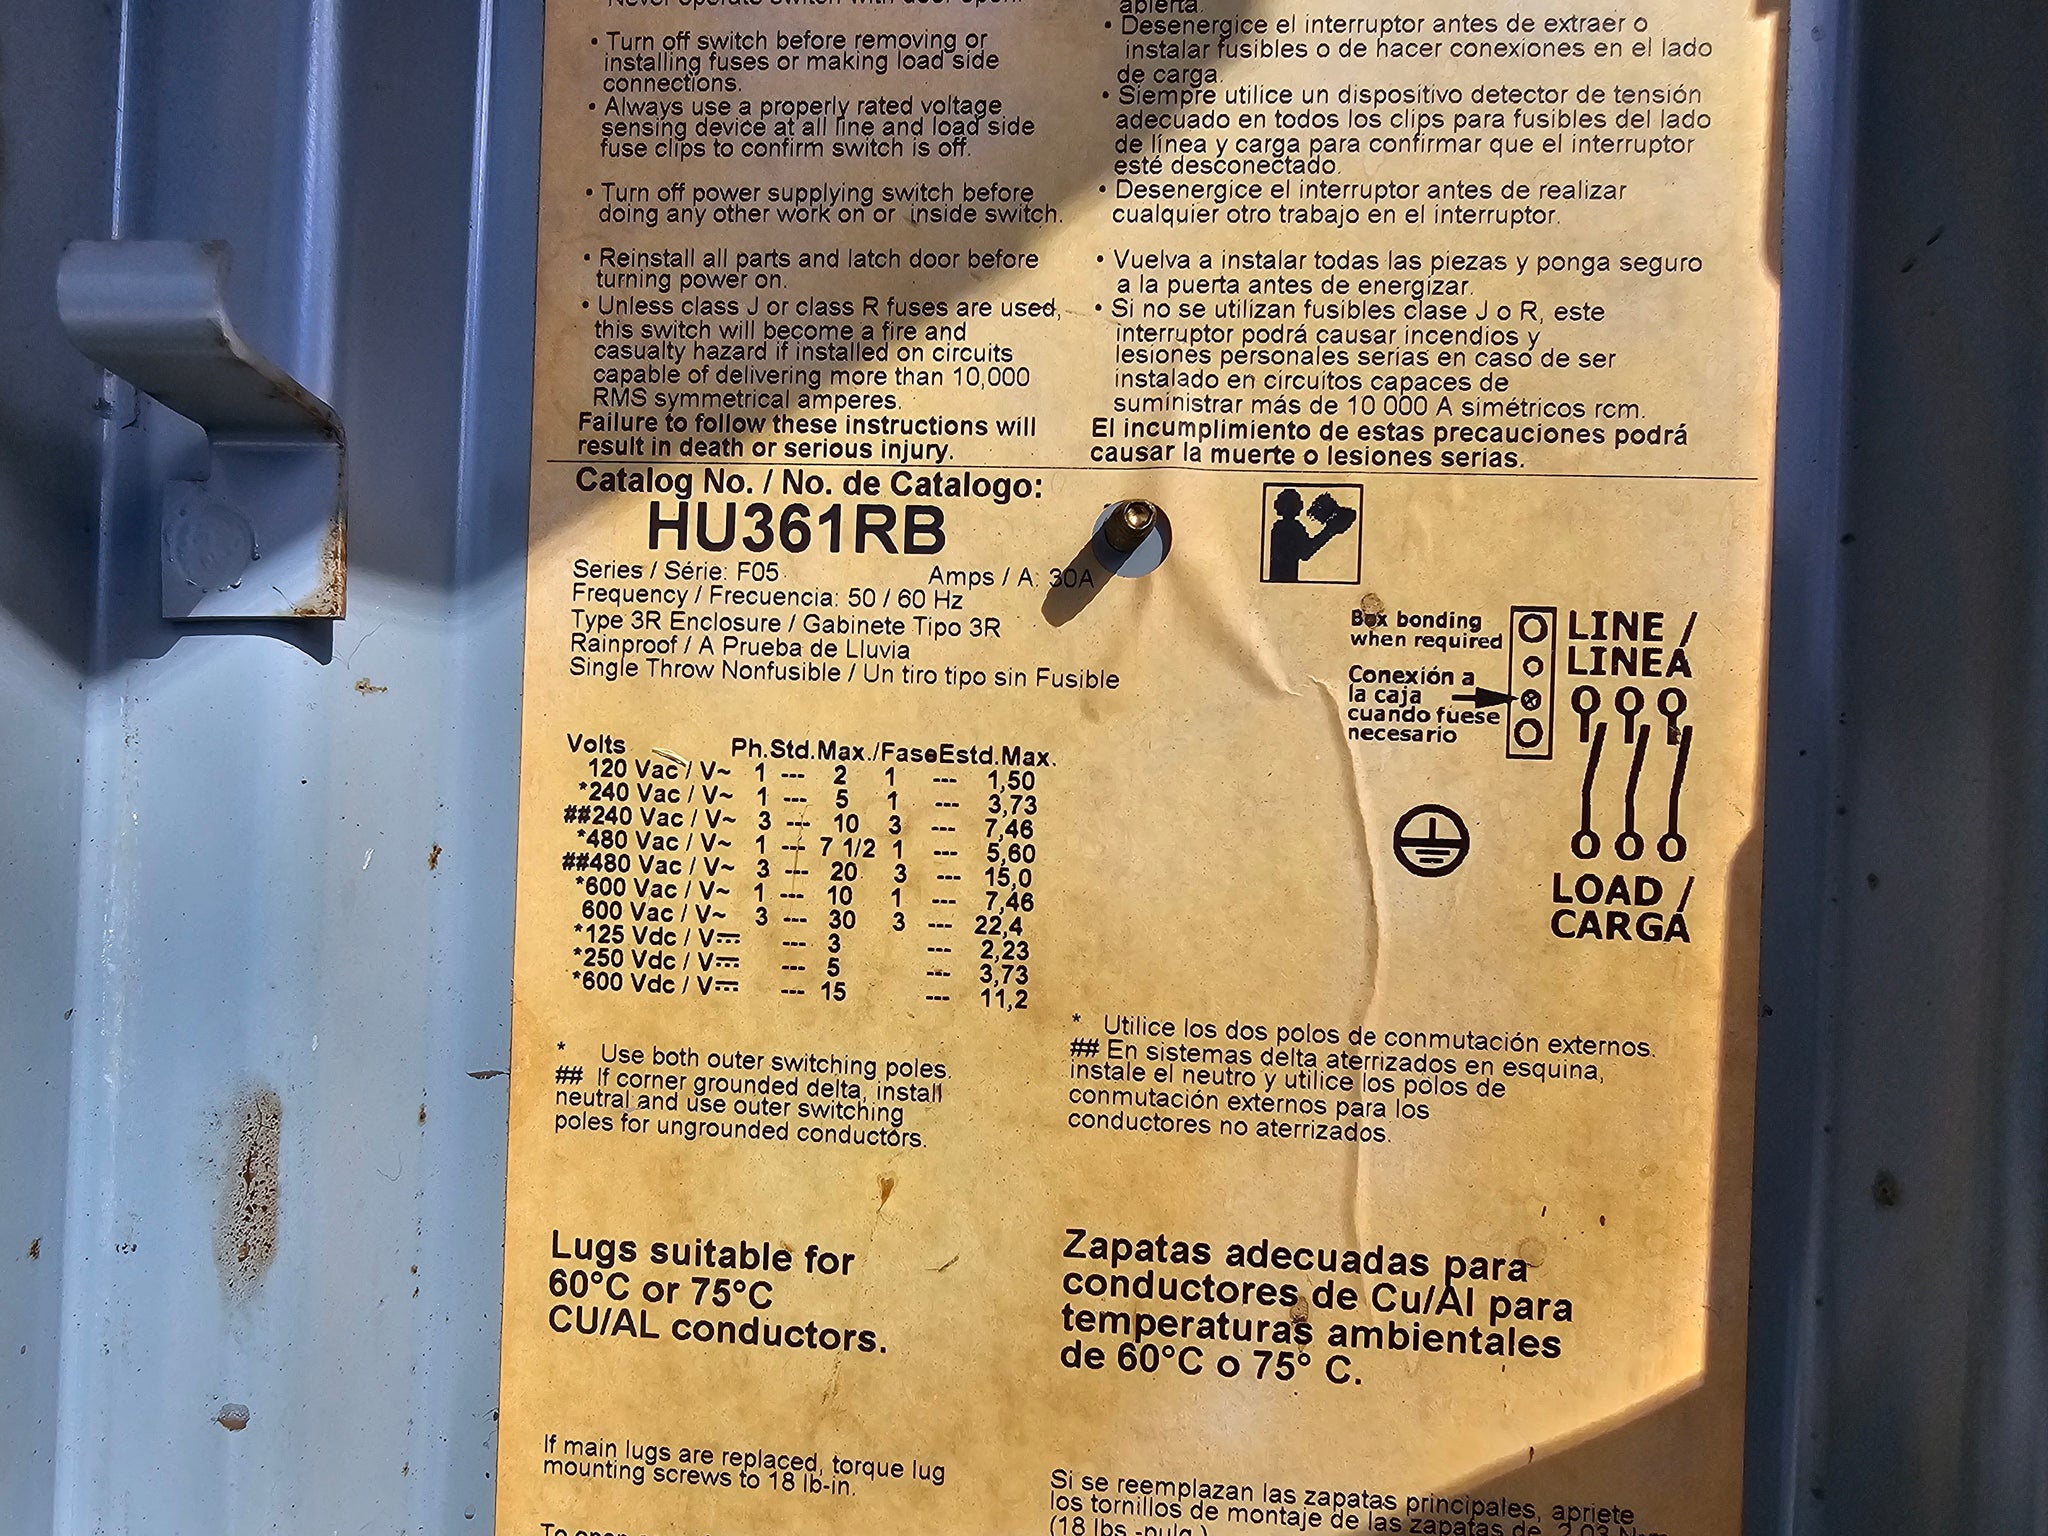 Never operate switch with door open.
• Turn off switch before removing or
installing fuses or making load side
connections.
• Always use a properly rated voltage
sensing device at all line and load side
fuse clips to confirm switch is off.
• Turn off power supplying switch before
doing any other work on or inside switch.
• Reinstall all parts and latch door before
turning power on.
• Unless class J or class R fuses are used,
this switch will become a fire and
casualty hazard if installed on circuits
capable of delivering more than 10,000
RMS symmetrical amperes.
Failure to follow these instructions will
result in death or serious injury.
abierta.
• Desenergice el interruptor antes de extraer o
instalar fusibles o de hacer conexiones en el lado
de carga.
• Siempre utilice un dispositivo detector de tensión
adecuado en todos los clips para fusibles del lado
de línea y carga para confirmar que el interruptor
esté desconectado.
• Desenergice el interruptor antes de realizar
cualquier otro trabajo en el interruptor.
• Vuelva a instalar todas las piezas y ponga seguro
a la puerta antes de energizar.
• Si no se utilizan fusibles clase J o R, este
interruptor podrá causar incendios y
lesiones personales serias en caso de ser
instalado en circuitos capaces de
suministrar más de 10 000 A simétricos rcm.
El incumplimiento de estas precauciones podrá
causar la muerte o lesiones serias.
Catalog No. / No. de Catalogo:
HU361RB
Series / Série: F05 Amps / A: 30A
Frequency / Frecuencia: 50 / 60 Hz
Type 3R Enclosure / Gabinete Tipo 3R
Rainproof / A Prueba de Lluvia
Single Throw Nonfusible / Un tiro tipo sin Fusible
Box bonding
when required
Conexión a
la caja
cuando fuese
necesario
LINE /
LINEA
LOAD /
CARGA
Volts Ph.Std.Max./FaseEstd.Max.
120 Vac / V~ 1 --- 2 1 --- 1,50
*240 Vac / V~ 1 --- 5 1 --- 3,73
##240 Vac / V~ 3 --- 10 3 --- 7,46
*480 Vac / V~ 1 --- 7 1/2 1 --- 5,60
##480 Vac / V~ 3 --- 20 3 --- 15,0
*600 Vac / V~ 1 --- 10 1 --- 7,46
600 Vac / V~ 3 --- 30 3 --- 22,4
*125 Vdc / V⎓ --- 3 --- 2,23
*250 Vdc / V⎓ --- 5 --- 3,73
*600 Vdc / V⎓ --- 15 --- 11,2
* Use both outer switching poles.
## If corner grounded delta, install
neutral and use outer switching
poles for ungrounded conductors.
* Utilice los dos polos de conmutación externos.
## En sistemas delta aterrizados en esquina,
instale el neutro y utilice los polos de
conmutación externos para los
conductores no aterrizados.
Lugs suitable for
60°C or 75°C
CU/AL conductors.
Zapatas adecuadas para
conductores de Cu/Al para
temperaturas ambientales
de 60°C o 75° C.
If main lugs are replaced, torque lug
mounting screws to 18 lb-in.
Si se reemplazan las zapatas principales, apriete
los tornillos de montaje de las zapatas de 2,03
(18 lbs.-pulg.)
To open